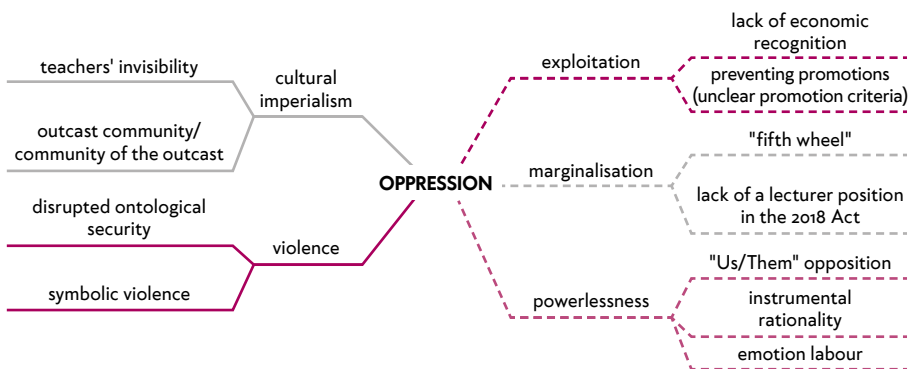 teachers' invisibility
outcast community/
community of the outcast
cultural
imperialism
disrupted ontological
security
symbolic violence
violence
OPPRESSION
exploitation
lack of economic
recognition
preventing promotions
(unclear promotion criteria)
marginalisation
"fifth wheel"
lack of a lecturer position
in the 2018 Act
powerlessness
"Us/Them" opposition
instrumental
rationality
emotion labour